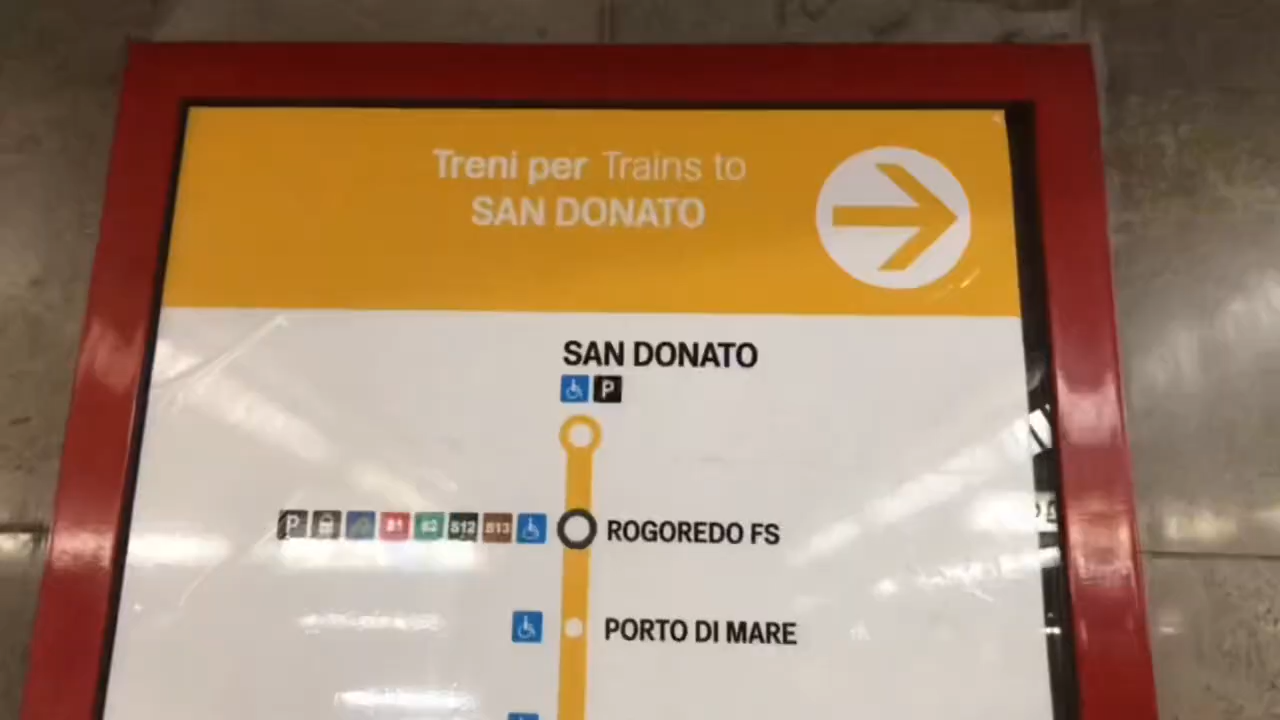 Treni per Trains to
SAN DONATO
SAN DONATO
P
P S1 S2 S12 S13
ROGOREDO FS
PORTO DI MARE